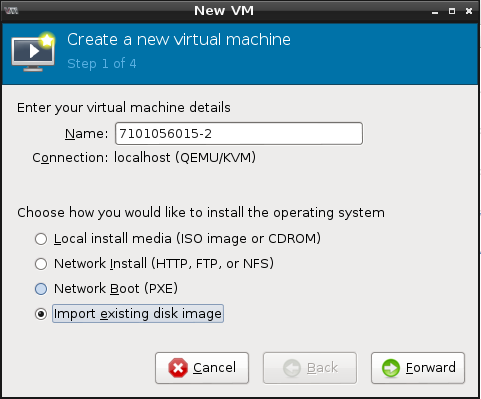 New VM
Create a new virtual machine
Step 1 of 4
Enter your virtual machine details
Name: 7101056015-2
Connection: localhost (QEMU/KVM)
Choose how you would like to install the operating system
Local install media (ISO image or CDROM)
Network Install (HTTP, FTP, or NFS)
Network Boot (PXE)
Import existing disk image
Cancel Back Forward